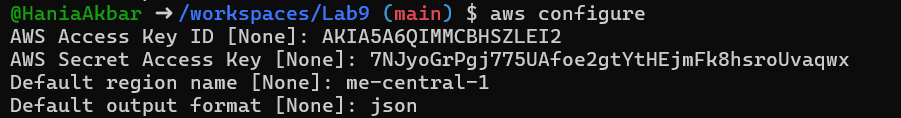 @HaniaAkbar ➜ /workspaces/Lab9 (main) $ aws configure
AWS Access Key ID [None]: AKIA5A6QIMMCBHSZLEI2
AWS Secret Access Key [None]: 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
Default region name [None]: me-central-1
Default output format [None]: json